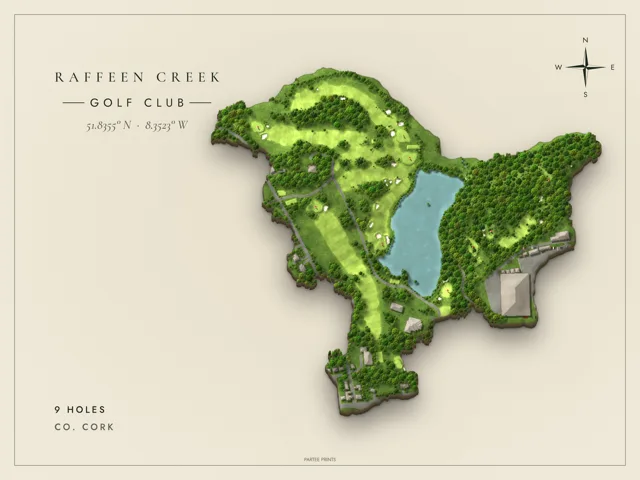 RAFFEEN CREEK
GOLF CLUB
51.8355° N · 8.3523° W
N
W E
S
9 HOLES
CO. CORK
PARTEE PRINTS